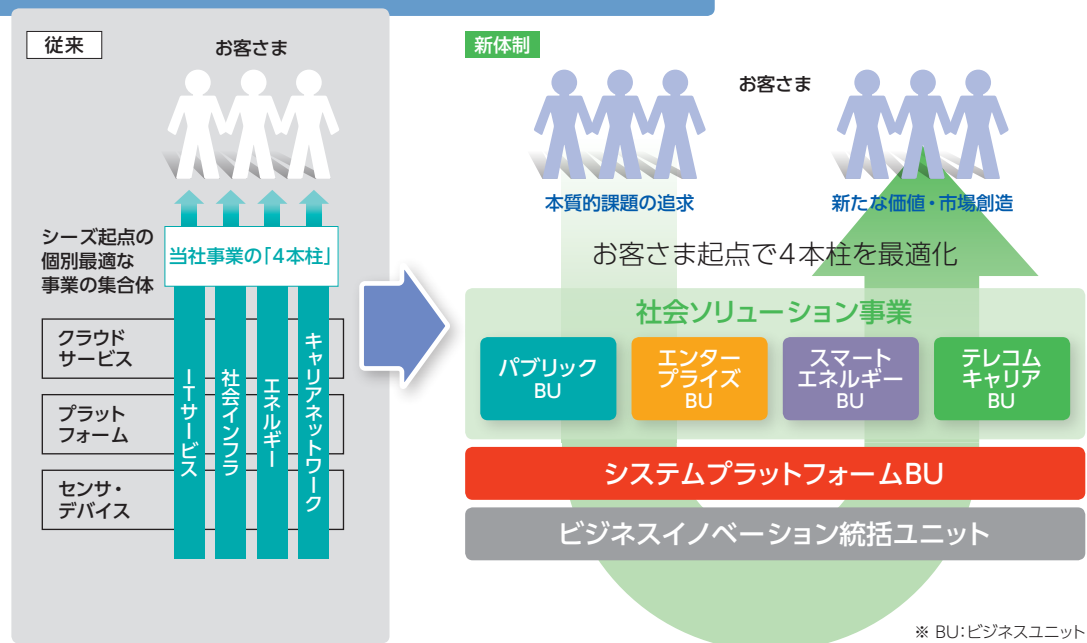 従来
お客さま
シーズ起点の
個別最適な
事業の集合体
当社事業の「4本柱」
クラウド
サービス
プラット
フォーム
センサ・
デバイス
ITサービス
社会インフラ
エネルギー
キャリアネットワーク
新体制
お客さま
本質的課題の追求
新たな価値・市場創造
お客さま起点で4本柱を最適化
社会ソリューション事業
パブリック
BU
エンター
プライズ
BU
スマート
エネルギー
BU
テレコム
キャリア
BU
システムプラットフォームBU
ビジネスイノベーション統括ユニット
※ BU:ビジネスユニット